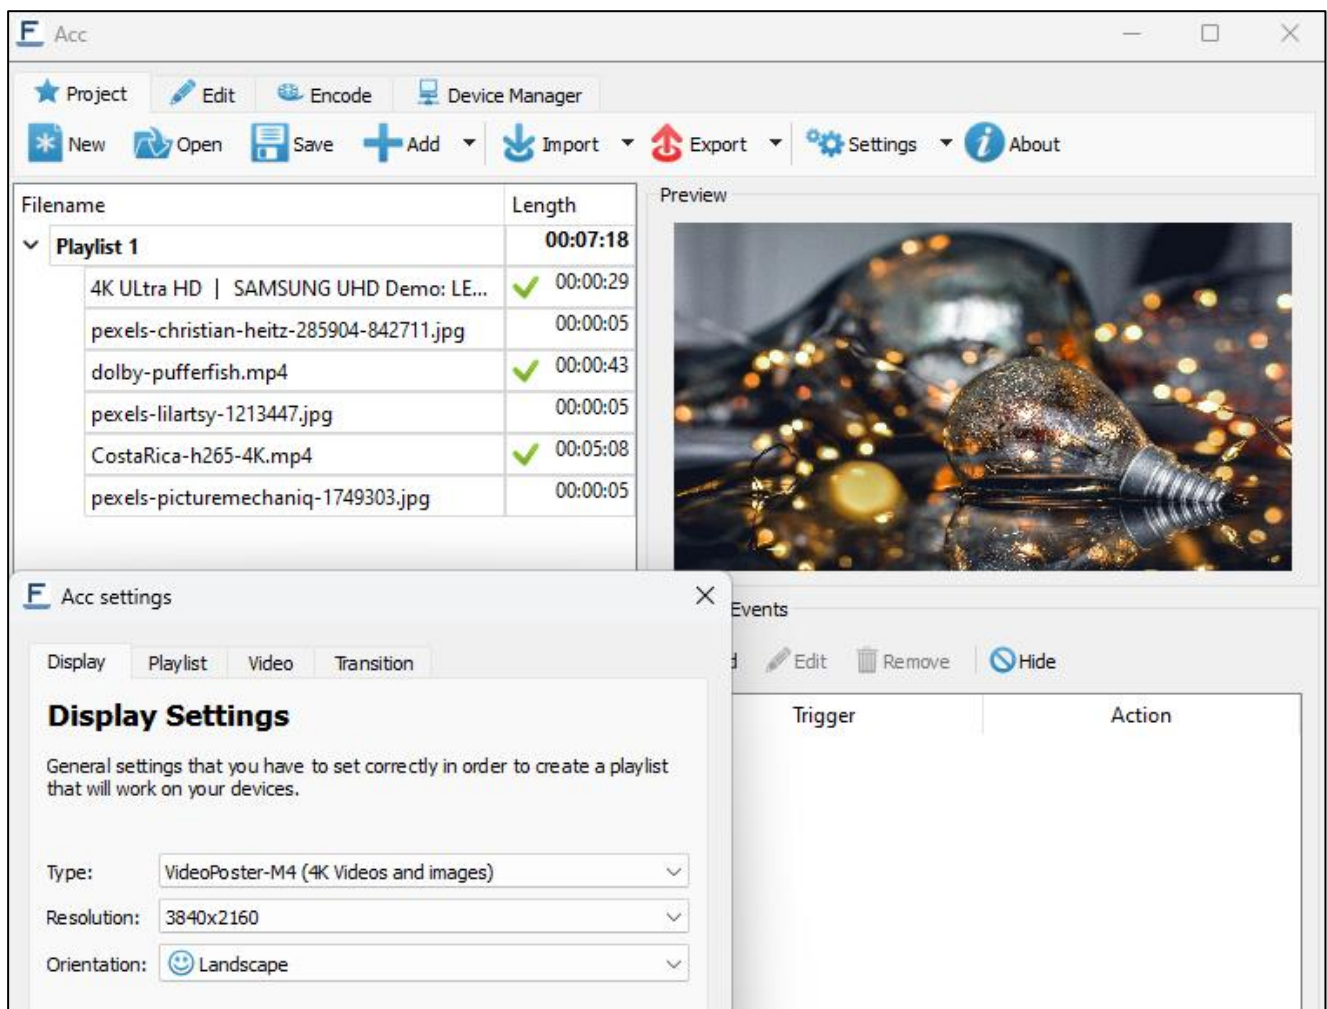 Acc
Project Edit Encode Device Manager
New Open Save Add Import Export Settings About
Filename Length
Playlist 1 00:07:18
4K ULtra HD | SAMSUNG UHD Demo: LE... 00:00:29
pexels-christian-heitz-285904-842711.jpg 00:00:05
dolby-pufferfish.mp4 00:00:43
pexels-lilartsy-1213447.jpg 00:00:05
CostaRica-h265-4K.mp4 00:05:08
pexels-picturemechaniq-1749303.jpg 00:00:05
Preview
Acc settings
Display Playlist Video Transition
Display Settings
General settings that you have to set correctly in order to create a playlist
that will work on your devices.
Type: VideoPoster-M4 (4K Videos and images)
Resolution: 3840x2160
Orientation: Landscape
Events
Edit Remove Hide
Trigger Action